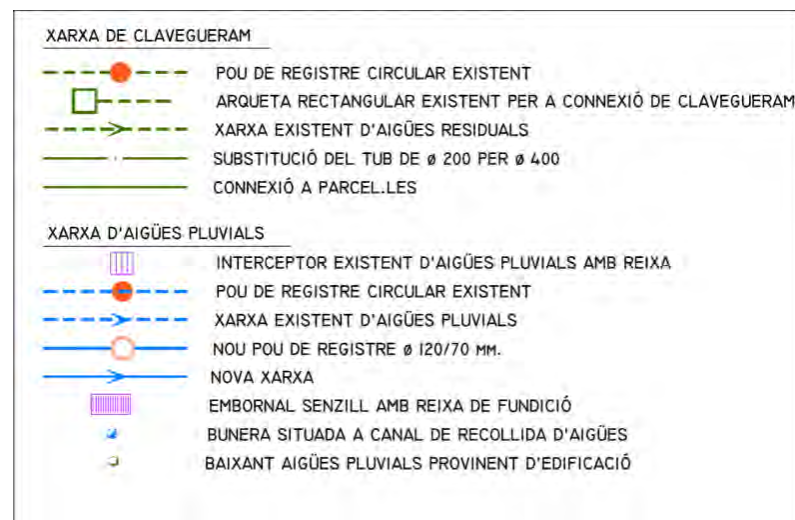 XARXA DE CLAVEGUERAM
POU DE REGISTRE CIRCULAR EXISTENT
ARQUETA RECTANGULAR EXISTENT PER A CONNEXIÓ DE CLAVEGUERAM
XARXA EXISTENT D'AIGÜES RESIDUALS
SUBSTITUCIÓ DEL TUB DE ø 200 PER ø 400
CONNEXIÓ A PARCEL.LES
XARXA D'AIGÜES PLUVIALS
INTERCEPTOR EXISTENT D'AIGÜES PLUVIALS AMB REIXA
POU DE REGISTRE CIRCULAR EXISTENT
XARXA EXISTENT D'AIGÜES PLUVIALS
NOU POU DE REGISTRE ø 120/70 MM.
NOVA XARXA
EMBORNAL SENZILL AMB REIXA DE FUNDICIÓ
BUNERA SITUADA A CANAL DE RECOLLIDA D'AIGÜES
BAIXANT AIGÜES PLUVIALS PROVINENT D'EDIFICACIÓ